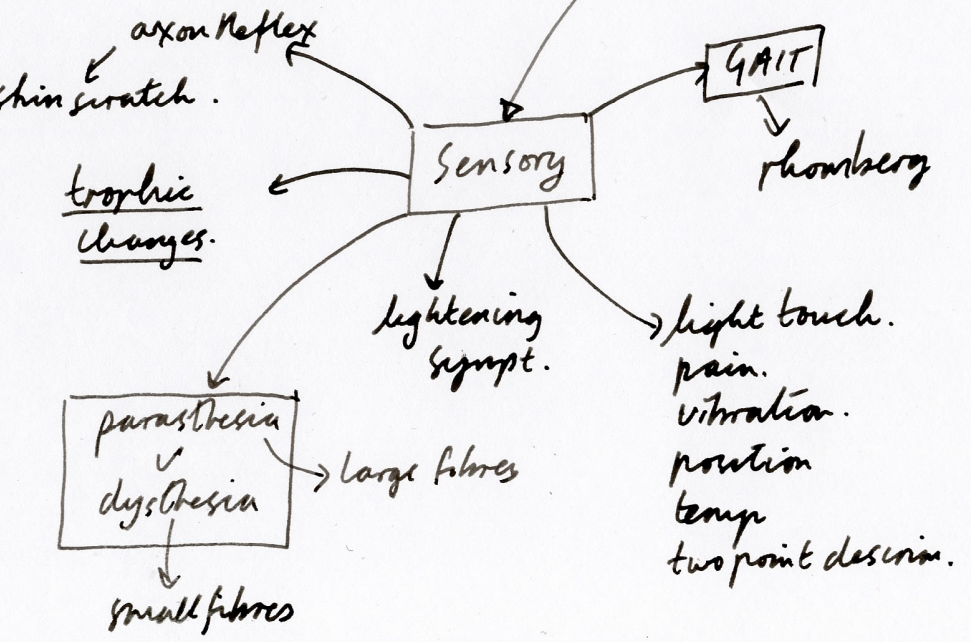 axon Reflex
skin scratch.
GAIT
rhomberg
Sensory
trophic
changes.
lightening
sympt.
light touch.
pain.
vibration.
position
temp
two point descrim.
parasthesia
dysthesia
large fibres
small fibres